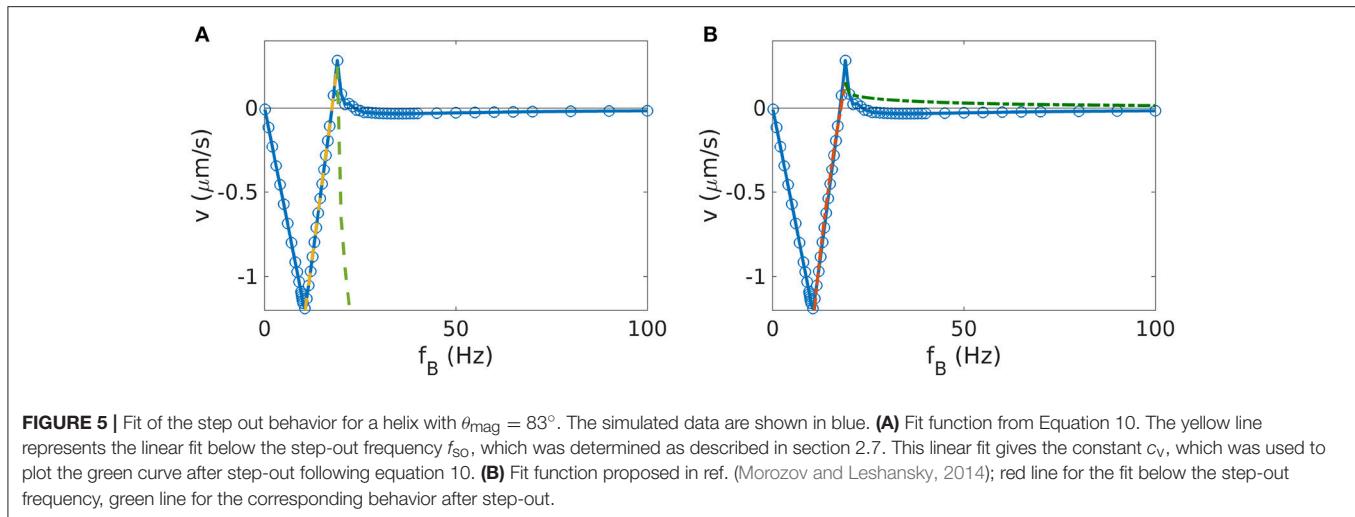 A
B
0
-0.5
-1
v (μm/s)
0
50
100
f_B (Hz)
0
-0.5
-1
v (μm/s)
0
50
100
f_B (Hz)
FIGURE 5 | Fit of the step out behavior for a helix with θmag = 83°. The simulated data are shown in blue. (A) Fit function from Equation 10. The yellow line
represents the linear fit below the step-out frequency fso, which was determined as described in section 2.7. This linear fit gives the constant cv, which was used to
plot the green curve after step-out following equation 10. (B) Fit function proposed in ref. (Morozov and Leshansky, 2014); red line for the fit below the step-out
frequency, green line for the corresponding behavior after step-out.